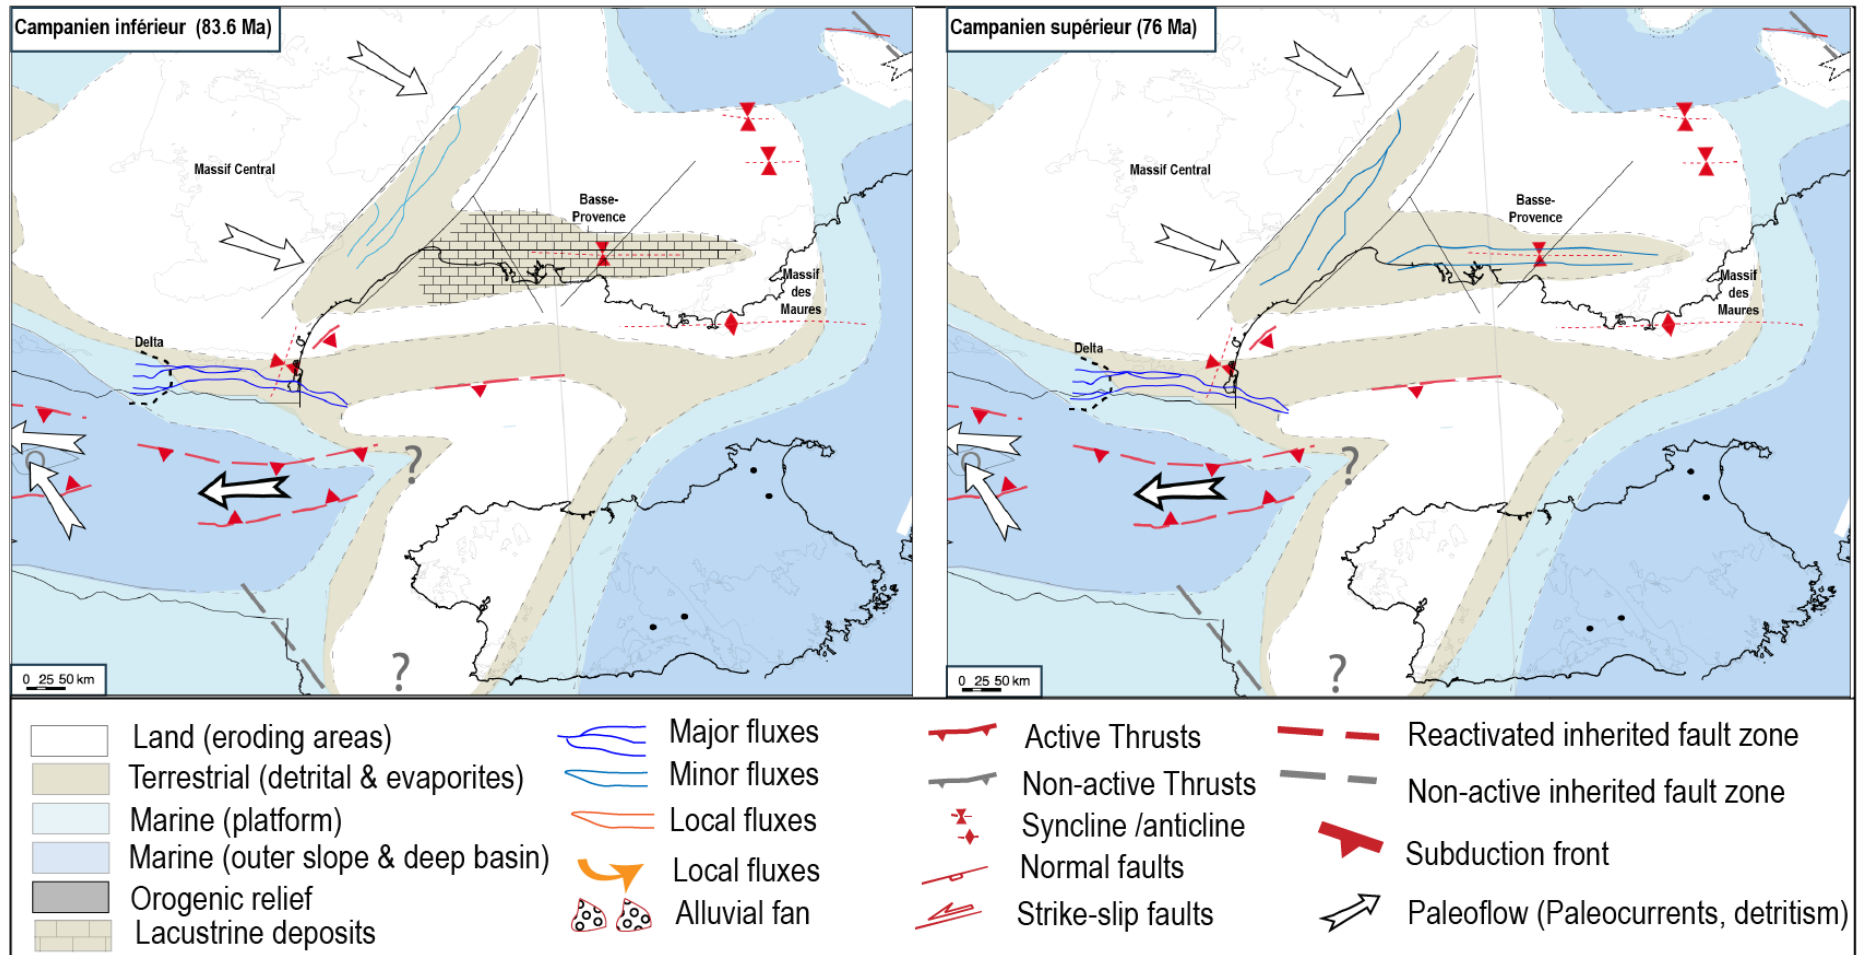 Campanien inférieur (83.6 Ma)
Massif Central
Basse-
Provence
Massif
des
Maures
Delta
?
?
0 25 50 km
Campanien supérieur (76 Ma)
Massif Central
Basse-
Provence
Massif
des
Maures
Delta
?
?
0 25 50 km
Land (eroding areas)
Terrestrial (detrital & evaporites)
Marine (platform)
Marine (outer slope & deep basin)
Orogenic relief
Lacustrine deposits
Major fluxes
Minor fluxes
Local fluxes
Local fluxes
Alluvial fan
Active Thrusts
Non-active Thrusts
Syncline /anticline
Normal faults
Strike-slip faults
Reactivated inherited fault zone
Non-active inherited fault zone
Subduction front
Paleoflow (Paleocurrents, detritism)